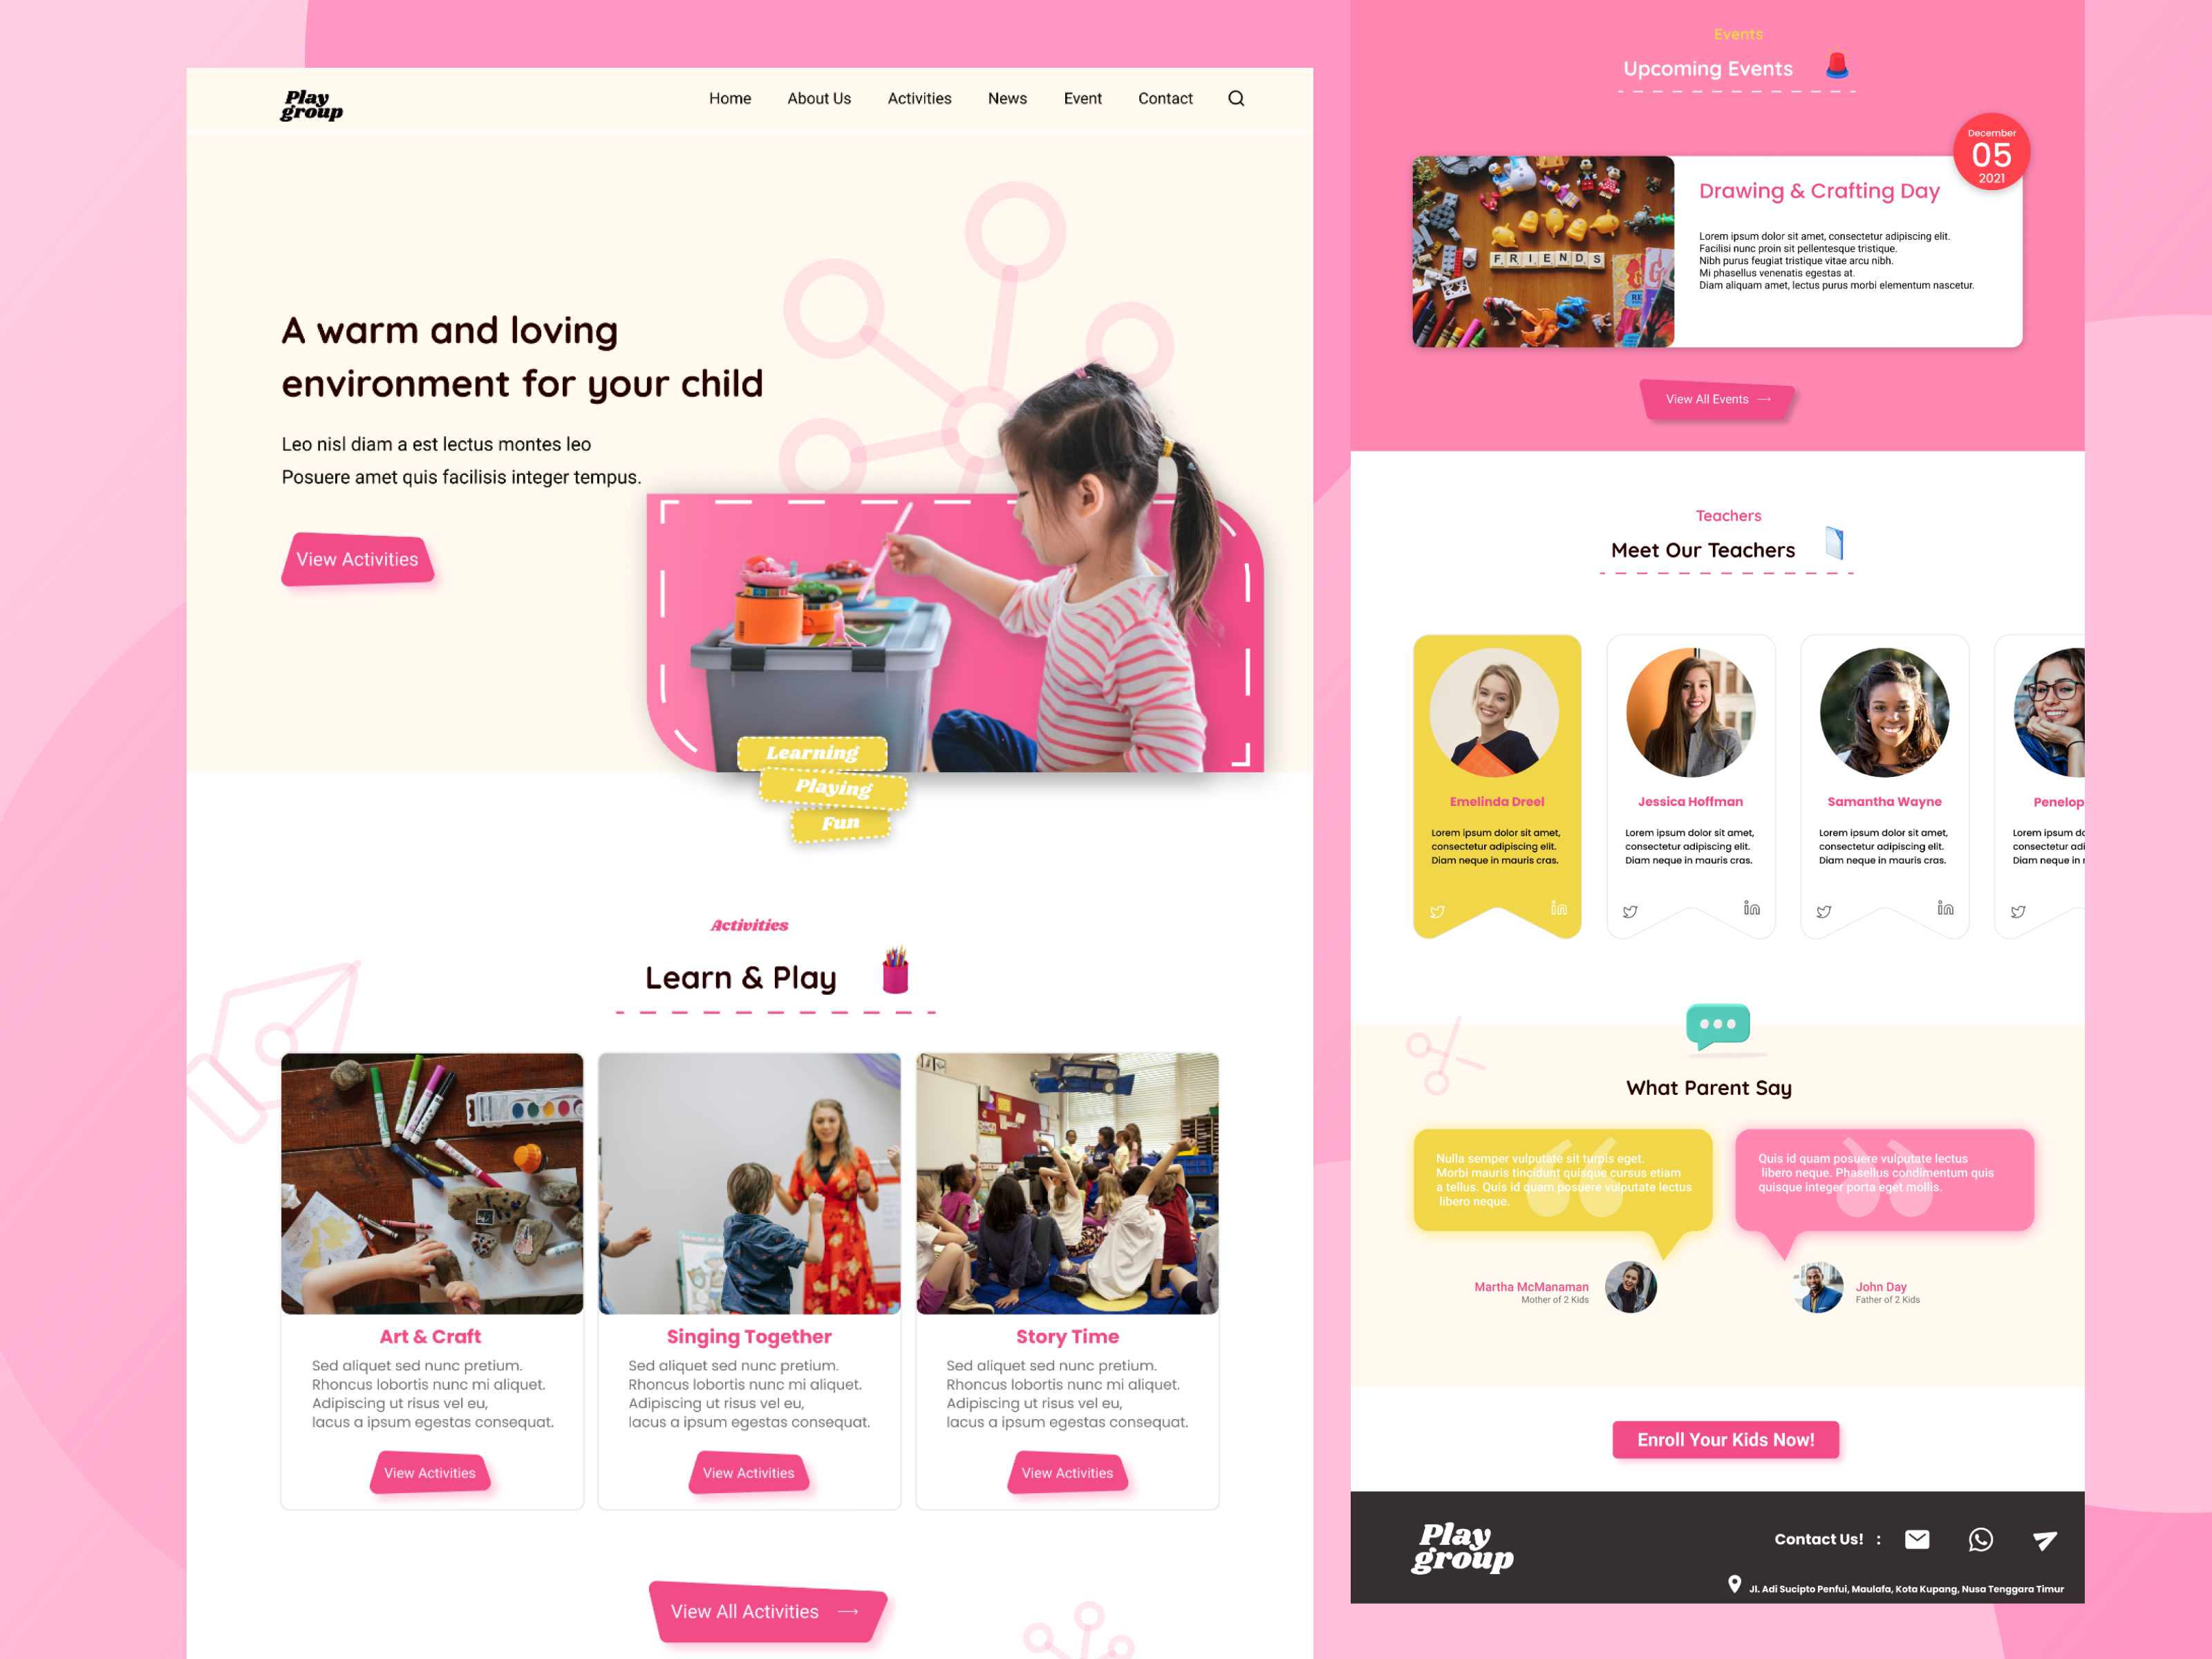 Play
group
Home About Us Activities News Event Contact
A warm and loving
environment for your child
Leo nisl diam a est lectus montes leo
Posuere amet quis facilisis integer tempus.
View Activities
Learning
Playing
Fun
Activities
Learn & Play
Art & Craft
Sed aliquet sed nunc pretium.
Rhoncus lobortis nunc mi aliquet.
Adipiscing ut risus vel eu,
lacus a ipsum egestas consequat.
View Activities
Singing Together
Sed aliquet sed nunc pretium.
Rhoncus lobortis nunc mi aliquet.
Adipiscing ut risus vel eu,
lacus a ipsum egestas consequat.
View Activities
Story Time
Sed aliquet sed nunc pretium.
Rhoncus lobortis nunc mi aliquet.
Adipiscing ut risus vel eu,
lacus a ipsum egestas consequat.
View Activities
View All Activities
Events
Upcoming Events
December
05
2021
FRIENDS
Drawing & Crafting Day
Lorem ipsum dolor sit amet, consectetur adipiscing elit.
Facilisi nunc proin sit pellentesque tristique.
Nibh purus feugiat tristique vitae arcu nibh.
Mi phasellus venenatis egestas at.
Diam aliquam amet, lectus purus morbi elementum nascetur.
View All Events
Teachers
Meet Our Teachers
Emelinda Dreel
Lorem ipsum dolor sit amet,
consectetur adipiscing elit.
Diam neque in mauris cras.
in
Jessica Hoffman
Lorem ipsum dolor sit amet,
consectetur adipiscing elit.
Diam neque in mauris cras.
in
Samantha Wayne
Lorem ipsum dolor sit amet,
consectetur adipiscing elit.
Diam neque in mauris cras.
in
Penelop
Lorem ipsum do
consectetur adi
Diam neque in
What Parent Say
Nulla semper vulputate sit turpis eget.
Morbi mauris tincidunt quisque cursus etiam
a tellus. Quis id quam posuere vulputate lectus
libero neque.
Martha McManaman
Mother of 2 Kids
Quis id quam posuere vulputate lectus
libero neque. Phasellus condimentum quis
quisque integer porta eget mollis.
John Day
Father of 2 Kids
Enroll Your Kids Now!
Play
group
Contact Us! :
Jl. Adi Sucipto Penfui, Maulafa, Kota Kupang, Nusa Tenggara Timur